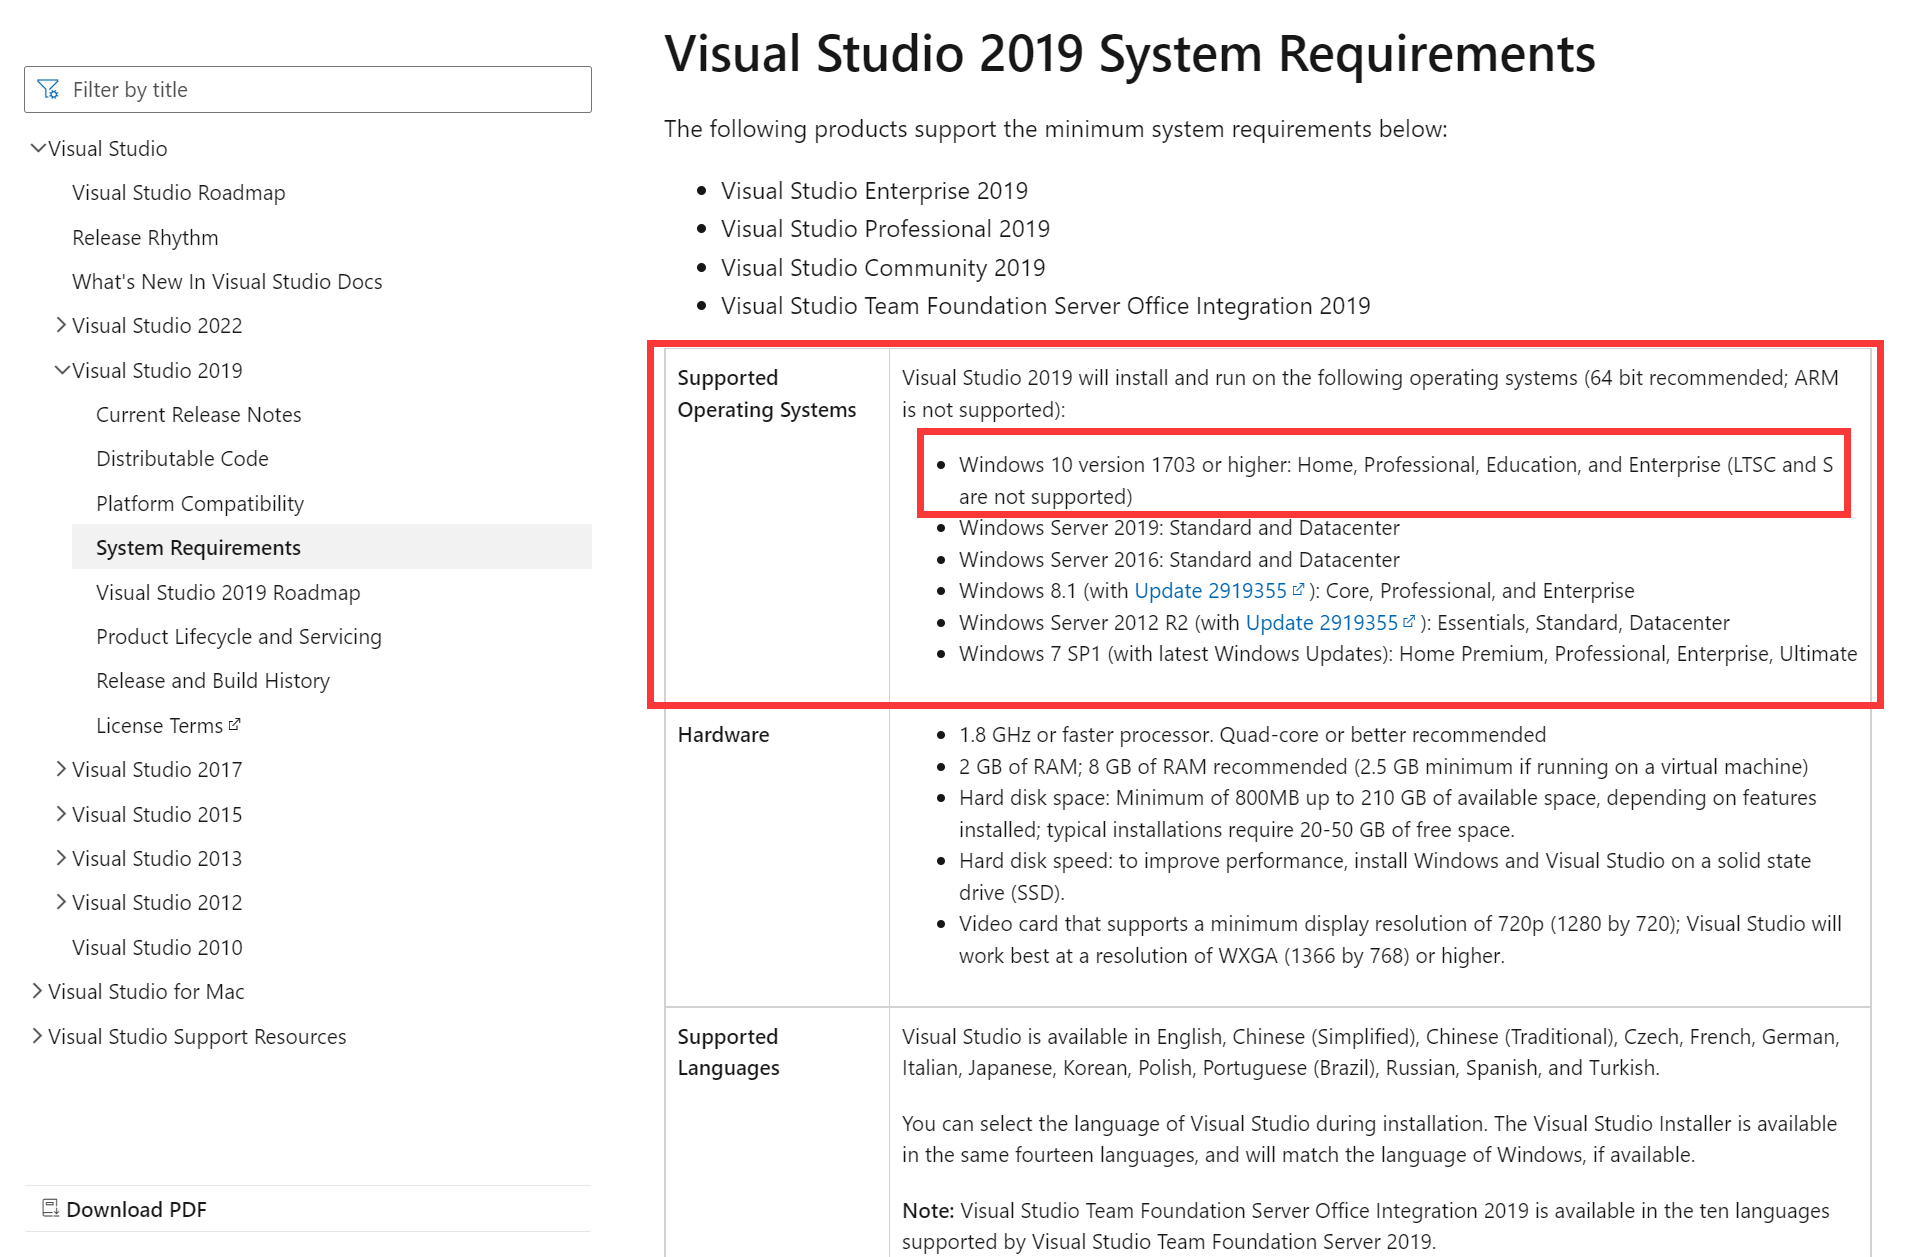 Filter by title
Visual Studio
Visual Studio Roadmap
Release Rhythm
What's New In Visual Studio Docs
Visual Studio 2022
Visual Studio 2019
Current Release Notes
Distributable Code
Platform Compatibility
System Requirements
Visual Studio 2019 Roadmap
Product Lifecycle and Servicing
Release and Build History
License Terms
Visual Studio 2017
Visual Studio 2015
Visual Studio 2013
Visual Studio 2012
Visual Studio 2010
Visual Studio for Mac
Visual Studio Support Resources
Download PDF
Visual Studio 2019 System Requirements
The following products support the minimum system requirements below:
• Visual Studio Enterprise 2019
• Visual Studio Professional 2019
• Visual Studio Community 2019
• Visual Studio Team Foundation Server Office Integration 2019
Supported
Operating Systems
Visual Studio 2019 will install and run on the following operating systems (64 bit recommended; ARM
is not supported):
• Windows 10 version 1703 or higher: Home, Professional, Education, and Enterprise (LTSC and S
are not supported)
• Windows Server 2019: Standard and Datacenter
• Windows Server 2016: Standard and Datacenter
• Windows 8.1 (with Update 2919355 ): Core, Professional, and Enterprise
• Windows Server 2012 R2 (with Update 2919355 ): Essentials, Standard, Datacenter
• Windows 7 SP1 (with latest Windows Updates): Home Premium, Professional, Enterprise, Ultimate
Hardware
• 1.8 GHz or faster processor. Quad-core or better recommended
• 2 GB of RAM; 8 GB of RAM recommended (2.5 GB minimum if running on a virtual machine)
• Hard disk space: Minimum of 800MB up to 210 GB of available space, depending on features
installed; typical installations require 20-50 GB of free space.
• Hard disk speed: to improve performance, install Windows and Visual Studio on a solid state
drive (SSD).
• Video card that supports a minimum display resolution of 720p (1280 by 720); Visual Studio will
work best at a resolution of WXGA (1366 by 768) or higher.
Supported
Languages
Visual Studio is available in English, Chinese (Simplified), Chinese (Traditional), Czech, French, German,
Italian, Japanese, Korean, Polish, Portuguese (Brazil), Russian, Spanish, and Turkish.
You can select the language of Visual Studio during installation. The Visual Studio Installer is available
in the same fourteen languages, and will match the language of Windows, if available.
Note: Visual Studio Team Foundation Server Office Integration 2019 is available in the ten languages
supported by Visual Studio Team Foundation Server 2019.